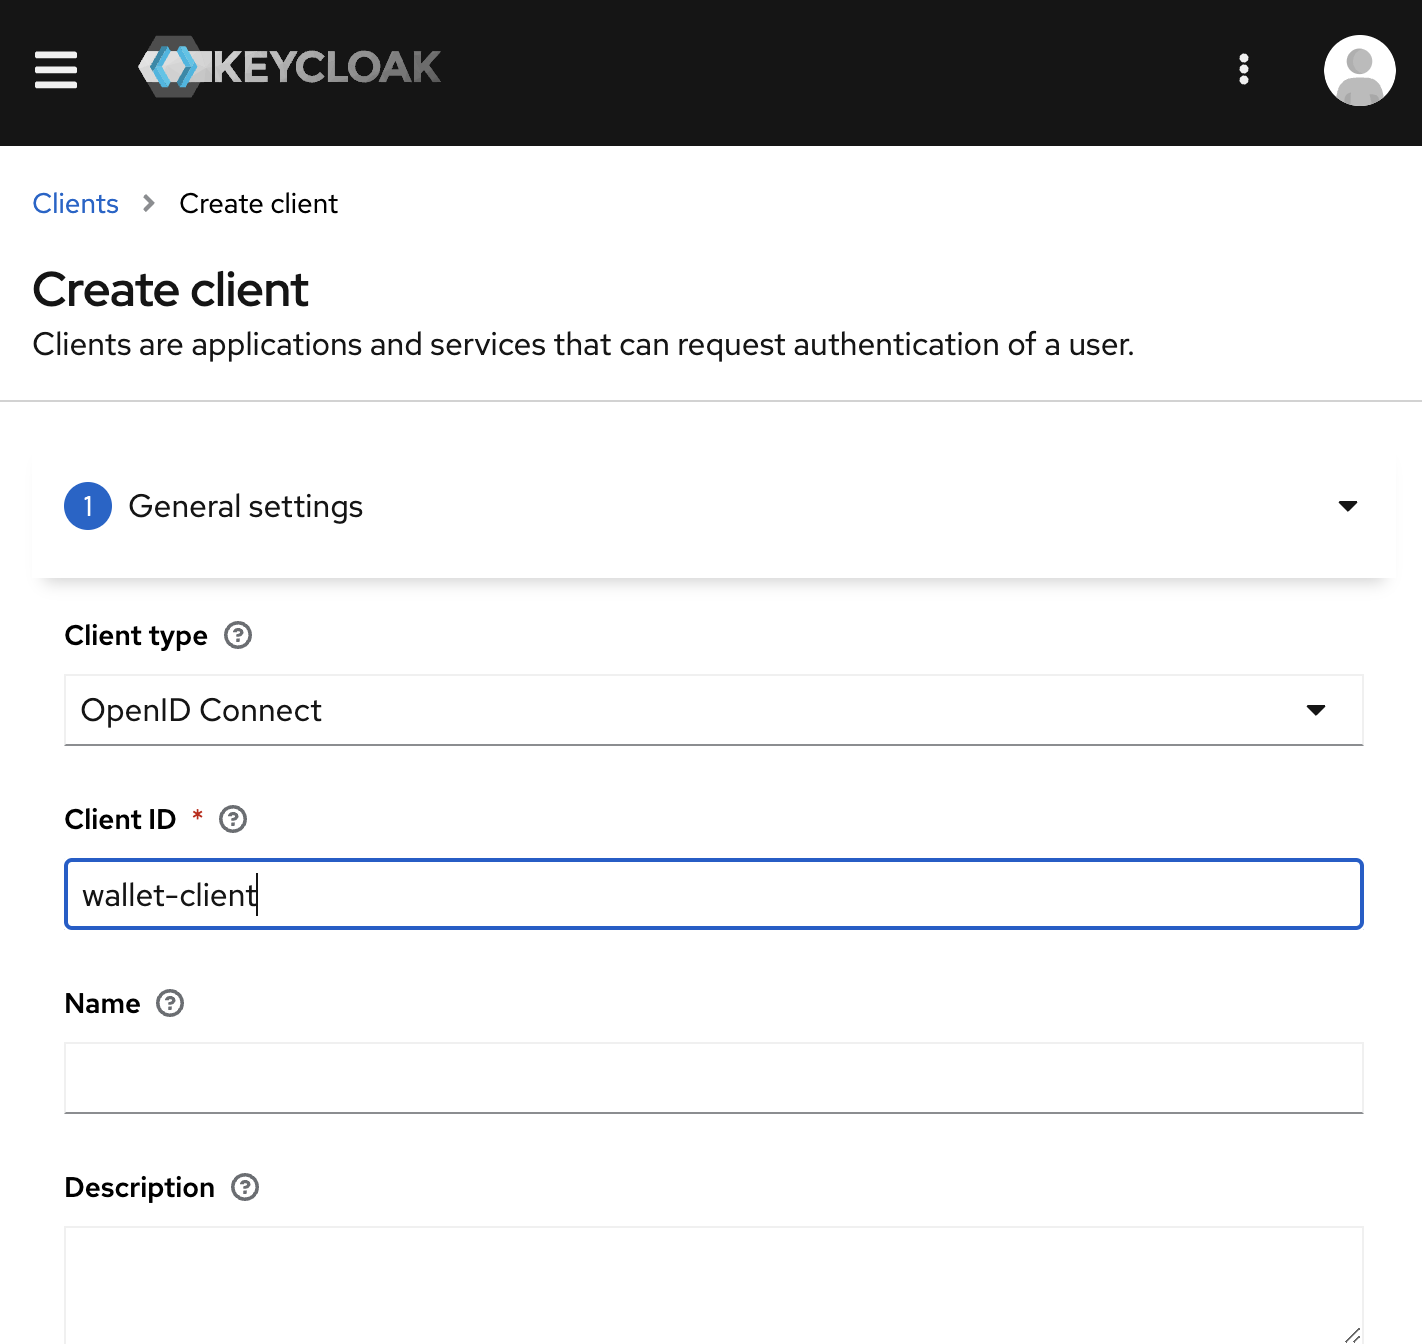 KEYCLOAK
Clients > Create client
Create client
Clients are applications and services that can request authentication of a user.
1 General settings
Client type ?
OpenID Connect
Client ID * ?
wallet-client
Name ?
Description ?